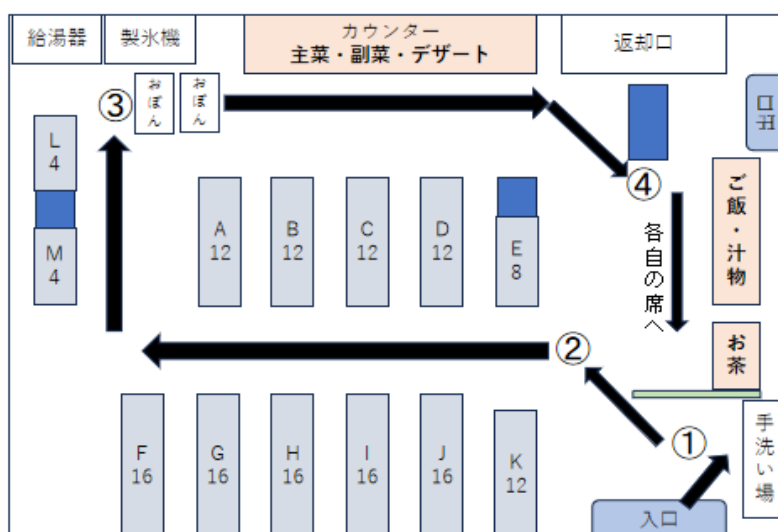 給湯器
製氷機
カウンター
主菜・副菜・デザート
返却口
出口
③
おぼん
おぼん
L
4
M
4
A
12
B
12
C
12
D
12
E
8
④
ご飯・汁物
各自の席へ
お茶
②
①
手洗い場
F
16
G
16
H
16
I
16
J
16
K
12
入口